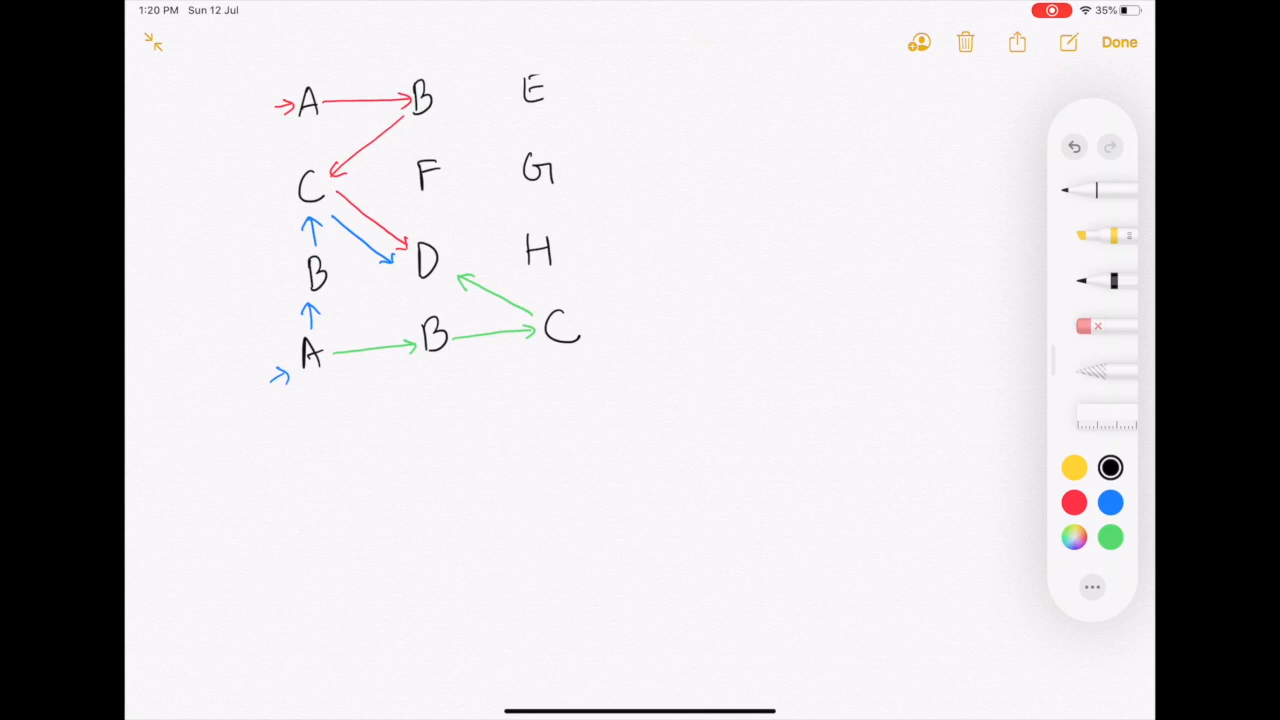 1:20 PM Sun 12 Jul 35%
Done
A B E
C F G
B D H
A B C